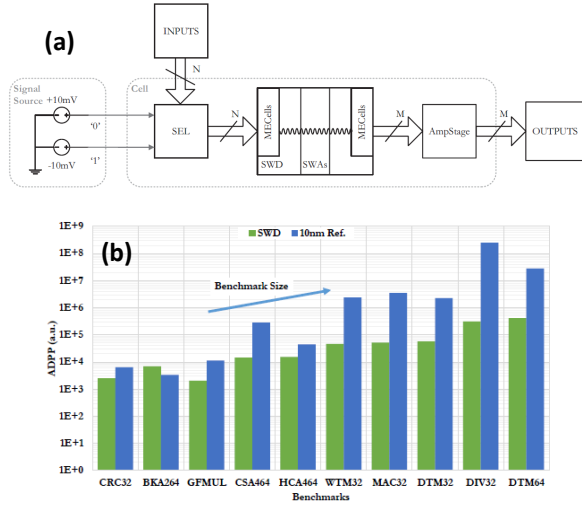 (a)
INPUTS
N
Signal
Source
+10mV
'0'
-10mV
'1'
Cell
SEL
N
MECells
SWD
SWAs
MECells
M
AmpStage
M
OUTPUTS
(b)
SWD 10nm Ref.
Benchmark Size
ADPP (a.u.)
1E+9
1E+8
1E+7
1E+6
1E+5
1E+4
1E+3
1E+2
1E+1
1E+0
CRC32 BKA264 GFMUL CSA464 HCA464 WTM32 MAC32 DTM32 DIV32 DTM64
Benchmarks